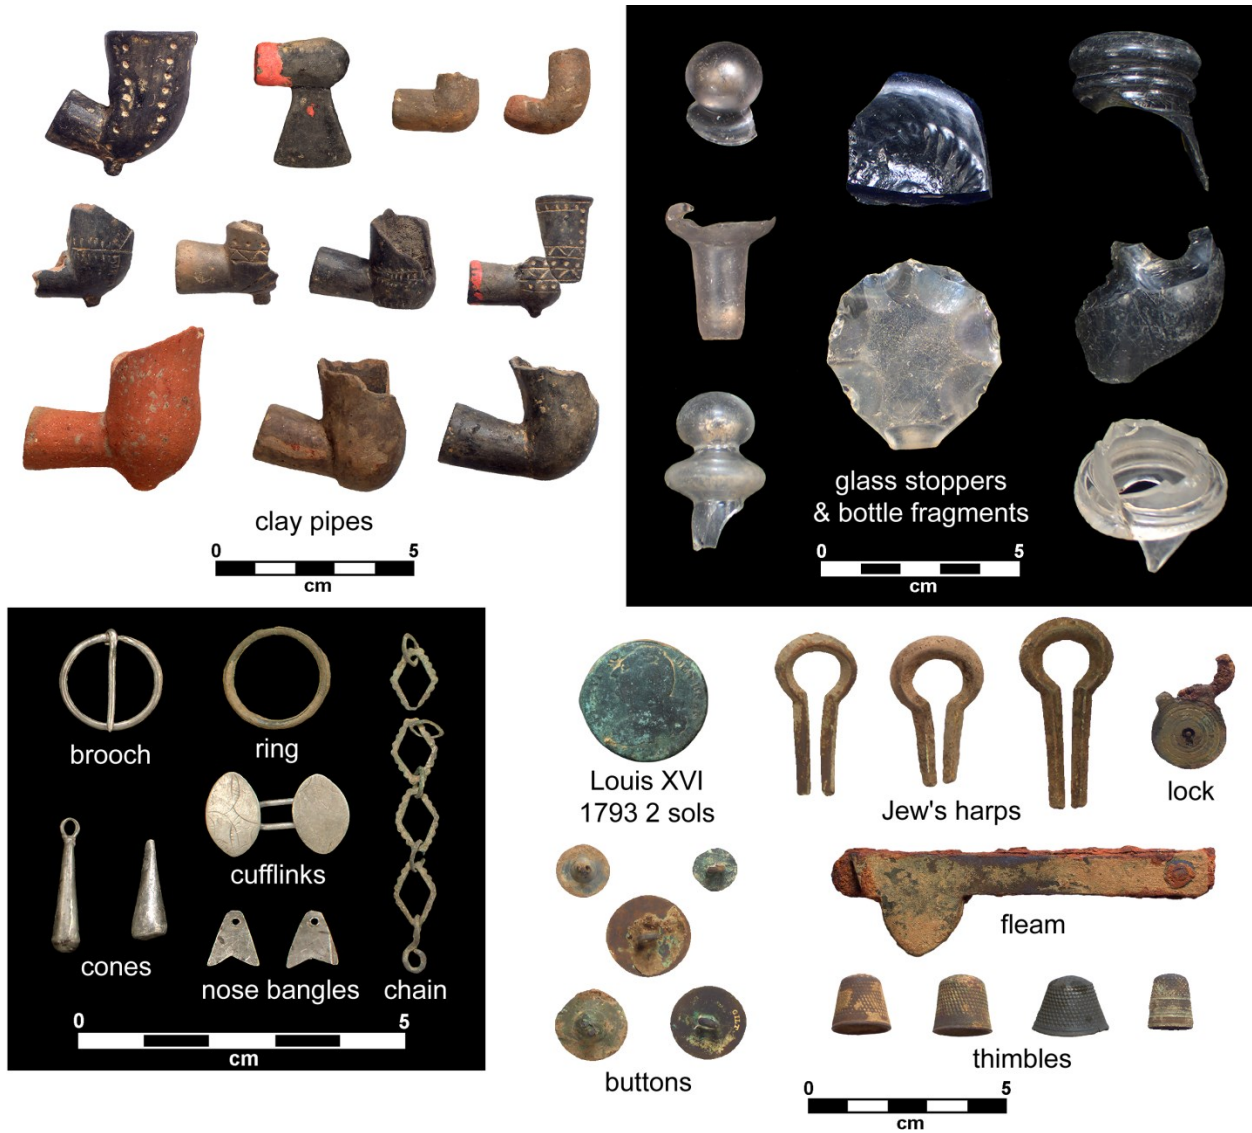 clay pipes
0 5
cm
glass stoppers
& bottle fragments
0 5
cm
brooch
ring
cufflinks
cones
nose bangles
chain
0 5
cm
Louis XVI
1793 2 sols
Jew's harps
lock
fleam
buttons
thimbles
0 5
cm